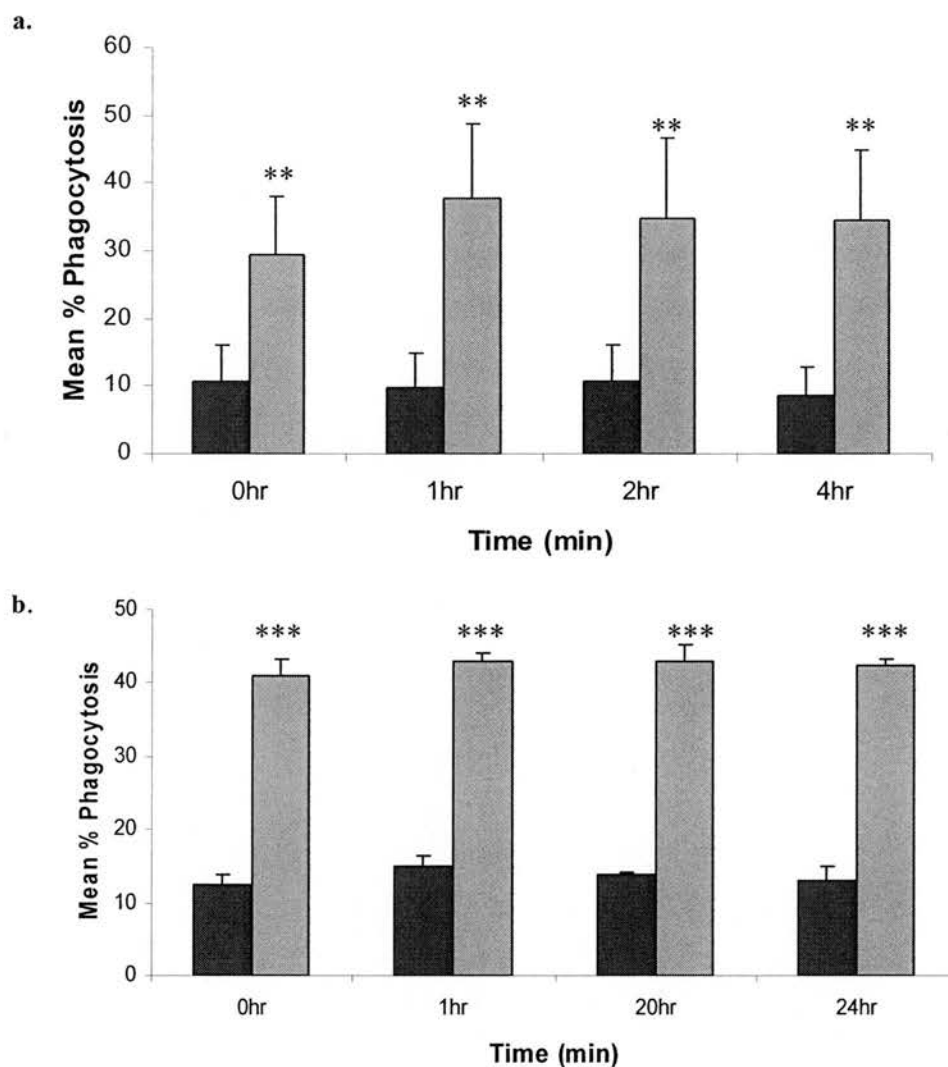 a.
60
50
40
30
20
10
0
Mean % Phagocytosis
** ** ** **
0hr 1hr 2hr 4hr
Time (min)
b.
50
40
30
20
10
0
Mean % Phagocytosis
*** *** *** ***
0hr 1hr 20hr 24hr
Time (min)